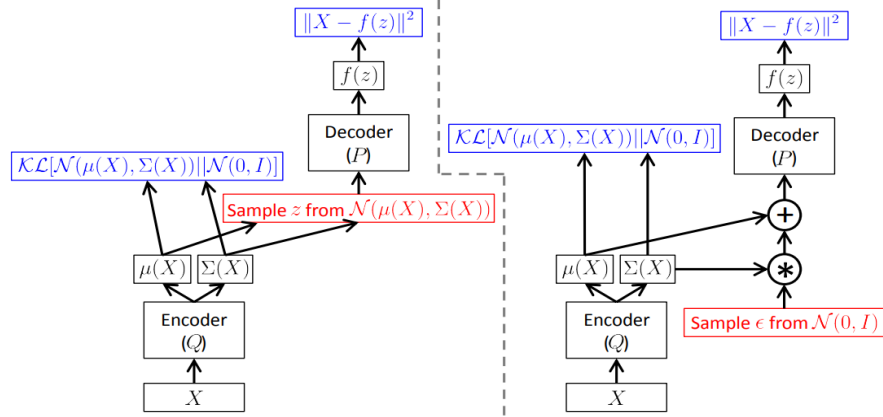 ‖X − f(z)‖²
f(z)
Decoder
(P)
𝒦ℒ[𝒩(μ(X), Σ(X))||𝒩(0, I)]
Sample z from 𝒩(μ(X), Σ(X))
μ(X)
Σ(X)
Encoder
(Q)
X
‖X − f(z)‖²
f(z)
Decoder
(P)
𝒦ℒ[𝒩(μ(X), Σ(X))||𝒩(0, I)]
+
μ(X)
Σ(X)
*
Encoder
(Q)
Sample ϵ from 𝒩(0, I)
X